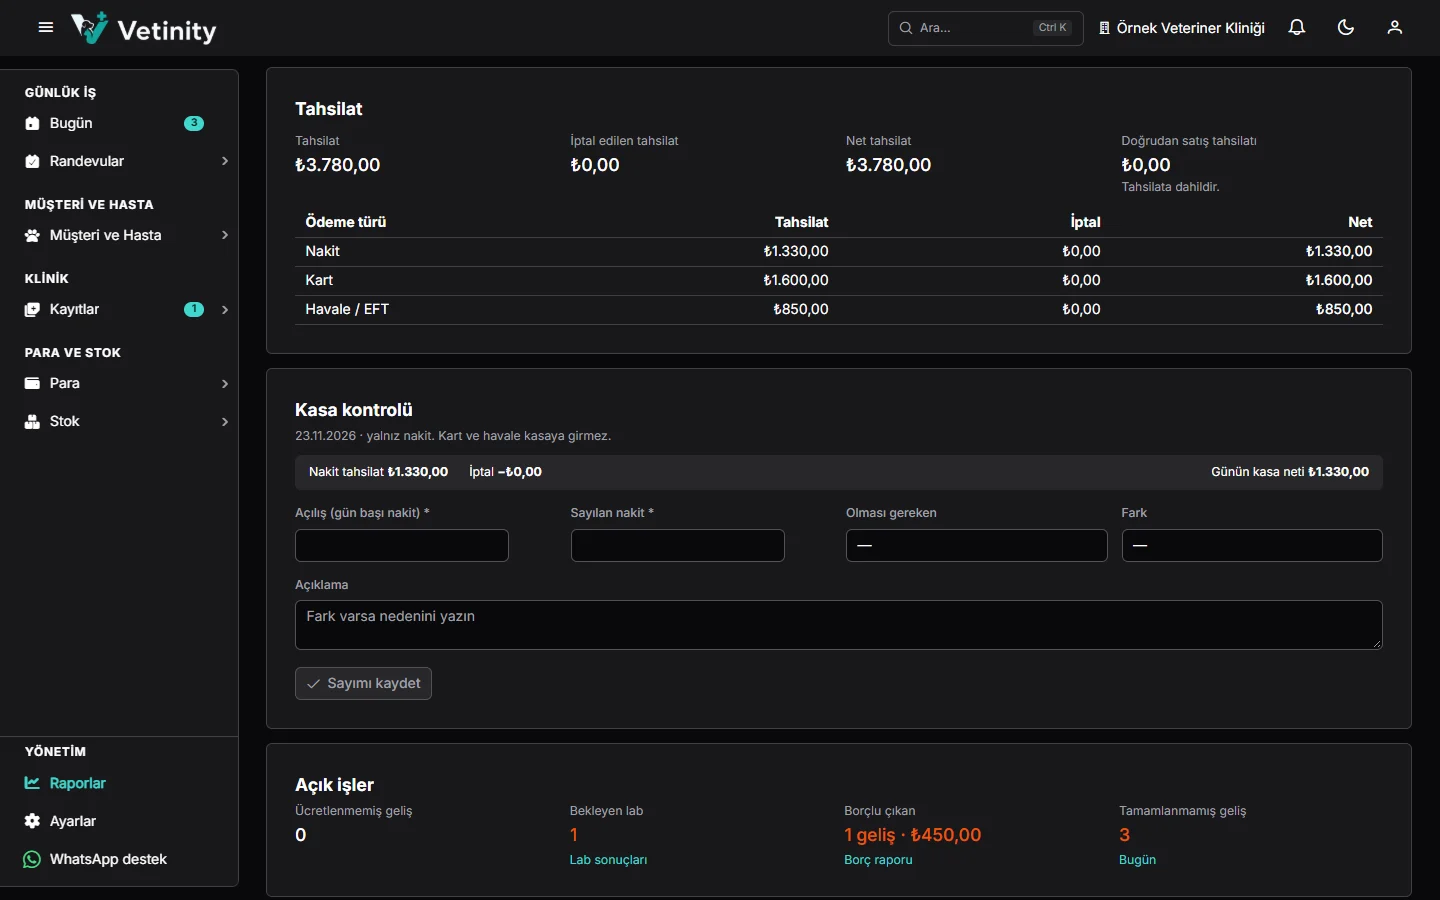 Vetinity
Ara...
Ctrl K
Örnek Veteriner Kliniği
GÜNLÜK İŞ
Bugün 3
Randevular
MÜŞTERİ VE HASTA
Müşteri ve Hasta
KLİNİK
Kayıtlar 1
PARA VE STOK
Para
Stok
YÖNETİM
Raporlar
Ayarlar
WhatsApp destek
Tahsilat
Tahsilat İptal edilen tahsilat Net tahsilat Doğrudan satış tahsilatı
₺3.780,00 ₺0,00 ₺3.780,00 ₺0,00
Tahsilata dahildir.
Ödeme türü Tahsilat İptal Net
Nakit ₺1.330,00 ₺0,00 ₺1.330,00
Kart ₺1.600,00 ₺0,00 ₺1.600,00
Havale / EFT ₺850,00 ₺0,00 ₺850,00
Kasa kontrolü
23.11.2026 · yalnız nakit. Kart ve havale kasaya girmez.
Nakit tahsilat ₺1.330,00 İptal −₺0,00 Günün kasa neti ₺1.330,00
Açılış (gün başı nakit) * Sayılan nakit * Olması gereken Fark
— —
Açıklama
Fark varsa nedenini yazın
Sayımı kaydet
Açık işler
Ücretlenmemiş geliş Bekleyen lab Borçlu çıkan Tamamlanmamış geliş
0 1 1 geliş · ₺450,00 3
Lab sonuçları Borç raporu Bugün